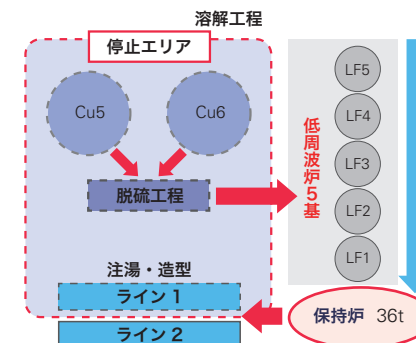 溶解工程
停止エリア
Cu5
Cu6
脱硫工程
低周波炉5基
LF5
LF4
LF3
LF2
LF1
注湯・造型
ライン 1
ライン 2
保持炉 36t